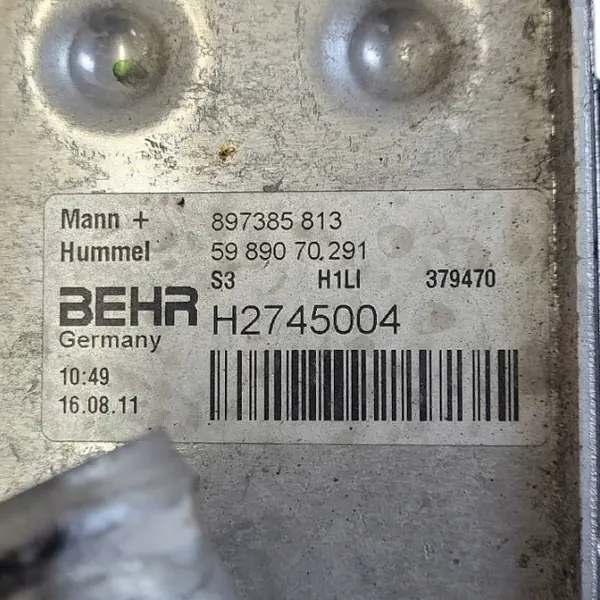 Mann + 897385 813
Hummel 59 890 70 291
S3 H1LI 379470
BEHR H2745004
Germany
10:49
16.08.11